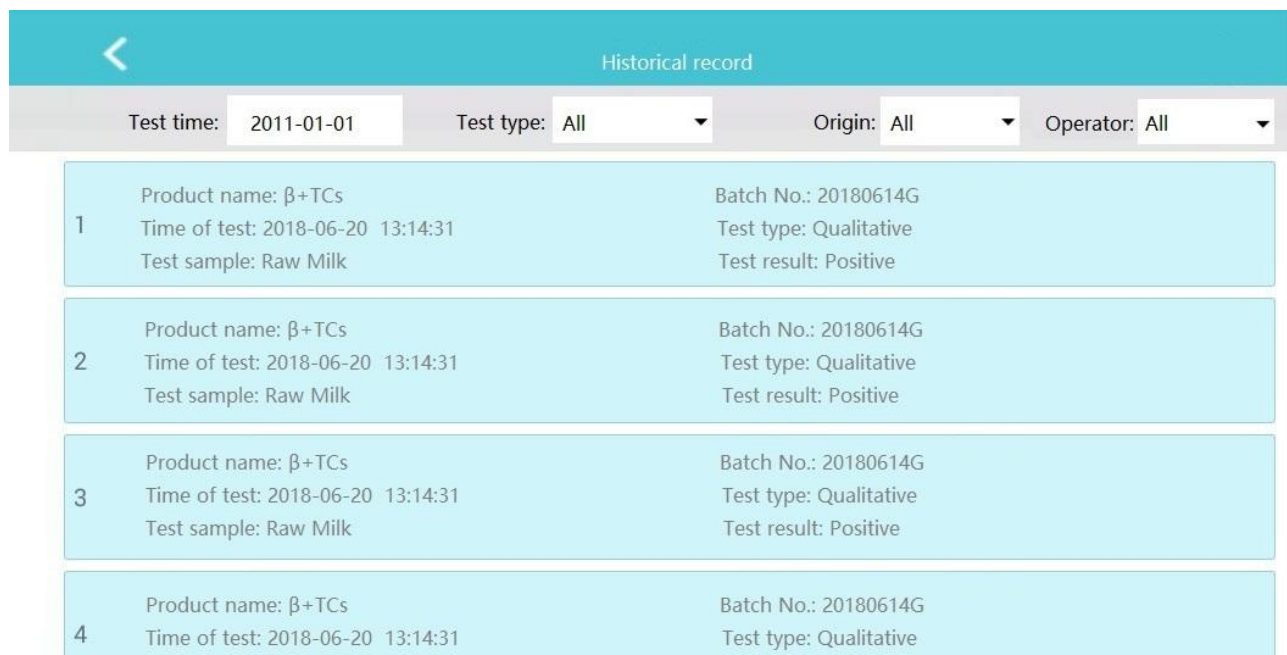 Historical record
Test time: 2011-01-01 Test type: All Origin: All Operator: All
1
Product name: β+TCs Batch No.: 20180614G
Time of test: 2018-06-20 13:14:31 Test type: Qualitative
Test sample: Raw Milk Test result: Positive
2
Product name: β+TCs Batch No.: 20180614G
Time of test: 2018-06-20 13:14:31 Test type: Qualitative
Test sample: Raw Milk Test result: Positive
3
Product name: β+TCs Batch No.: 20180614G
Time of test: 2018-06-20 13:14:31 Test type: Qualitative
Test sample: Raw Milk Test result: Positive
4
Product name: β+TCs Batch No.: 20180614G
Time of test: 2018-06-20 13:14:31 Test type: Qualitative